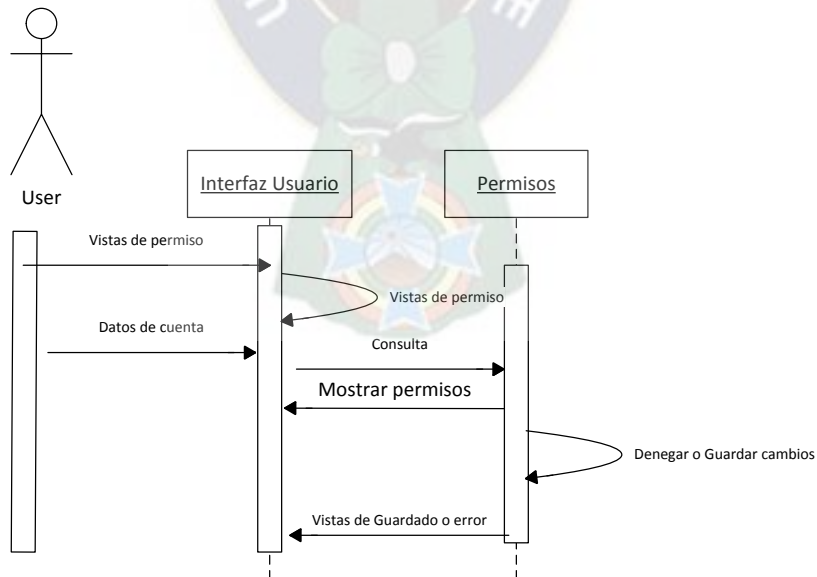 U E
User
Interfaz Usuario
Permisos
Vistas de permiso
Vistas de permiso
Datos de cuenta
Consulta
Mostrar permisos
Denegar o Guardar cambios
Vistas de Guardado o error